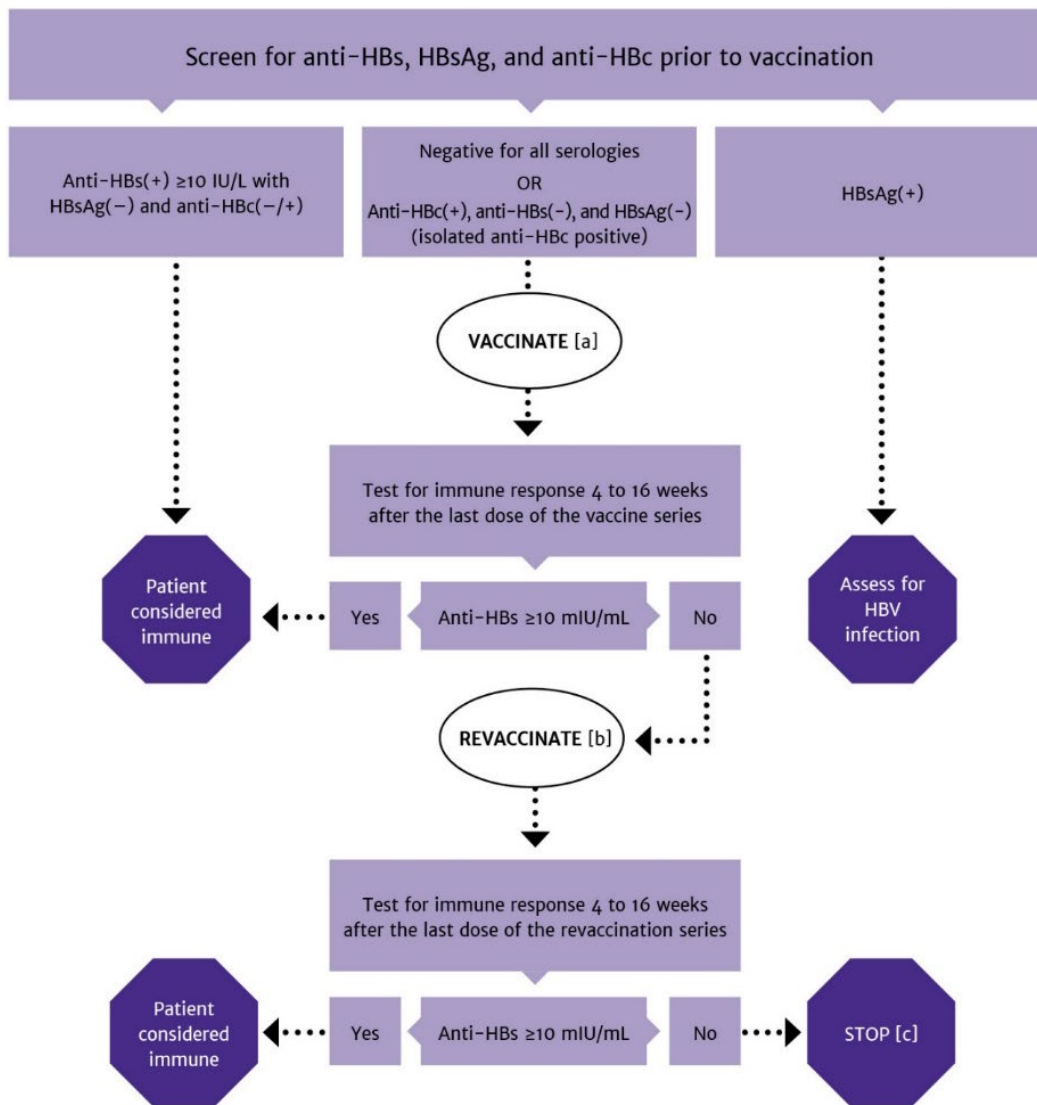 Screen for anti-HBs, HBsAg, and anti-HBc prior to vaccination
Anti-HBs(+) ≥10 IU/L with
HBsAg(−) and anti-HBc(−/+)
Negative for all serologies
OR
Anti-HBc(+), anti-HBs(-), and HBsAg(-)
(isolated anti-HBc positive)
HBsAg(+)
VACCINATE [a]
Test for immune response 4 to 16 weeks
after the last dose of the vaccine series
Patient
considered
immune
Yes
Anti-HBs ≥10 mIU/mL
No
Assess for
HBV
infection
REVACCINATE [b]
Test for immune response 4 to 16 weeks
after the last dose of the revaccination series
Patient
considered
immune
Yes
Anti-HBs ≥10 mIU/mL
No
STOP [c]